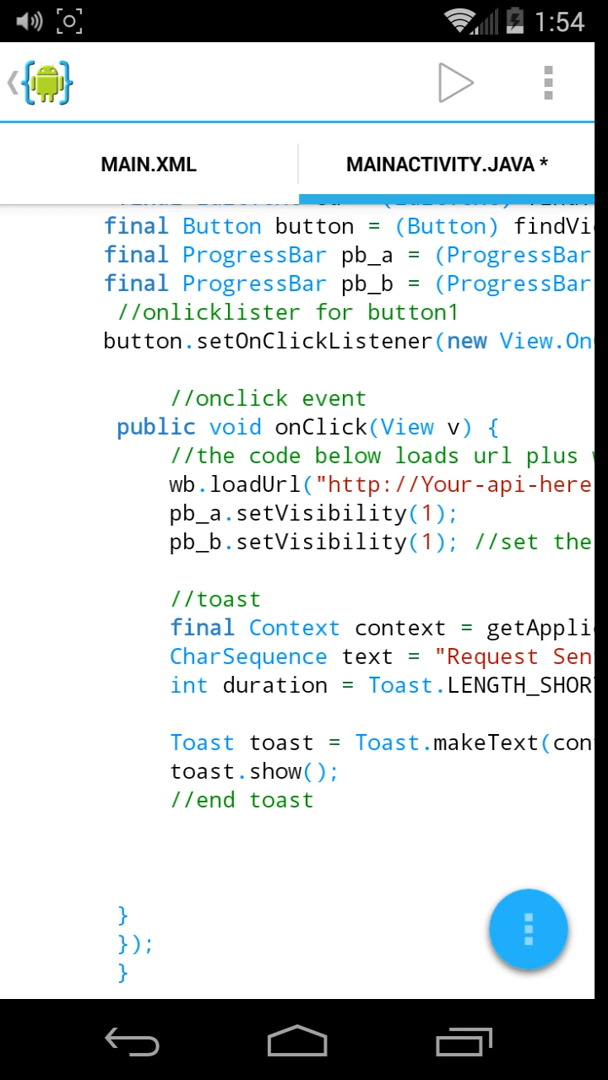 1:54
MAIN.XML
MAINACTIVITY.JAVA *
final Button button = (Button) findVi
final ProgressBar pb_a = (ProgressBar
final ProgressBar pb_b = (ProgressBar
//onlicklister for button1
button.setOnClickListener(new View.On
//onclick event
public void onClick(View v) {
//the code below loads url plus
wb.loadUrl("http://Your-api-here
pb_a.setVisibility(1);
pb_b.setVisibility(1); //set the
//toast
final Context context = getAppli
CharSequence text = "Request Sen
int duration = Toast.LENGTH_SHOR
Toast toast = Toast.makeText(con
toast.show();
//end toast
}
});
}